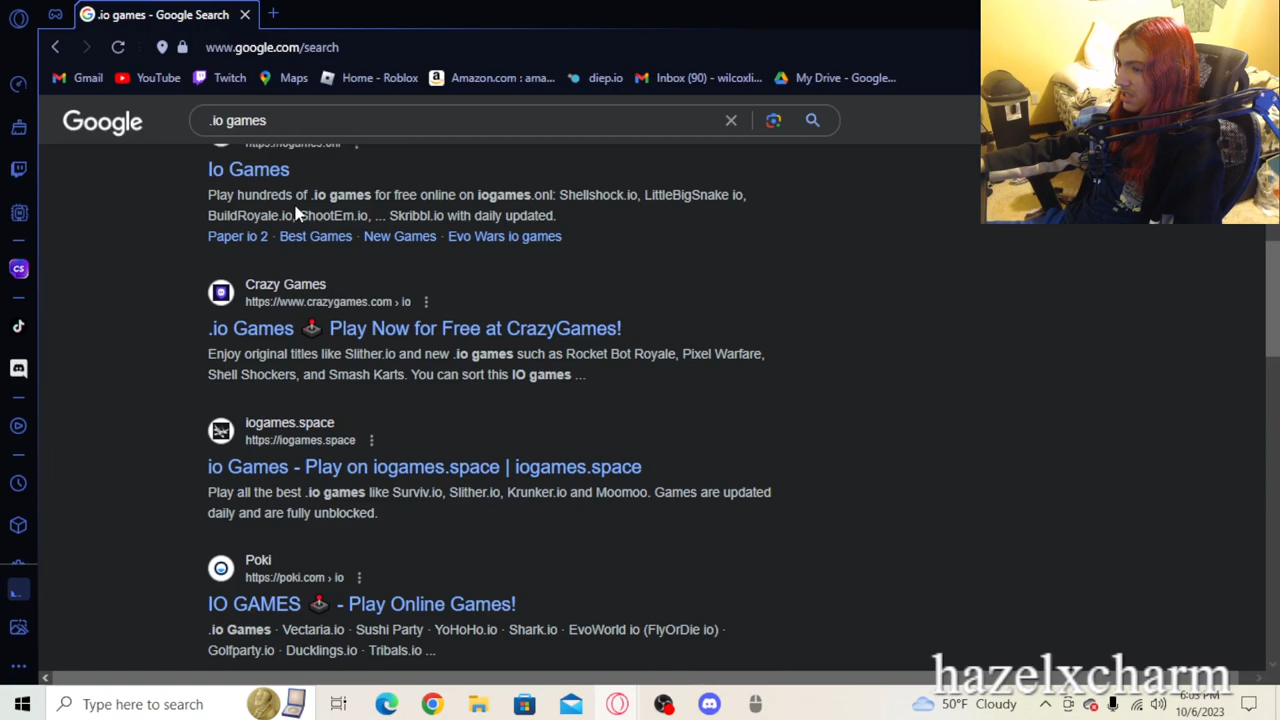 .io games - Google Search
www.google.com/search
Gmail
YouTube
Twitch
Maps
Home - Roblox
Amazon.com : ama...
diep.io
Inbox (90) - wilcoxli...
My Drive - Google...
Google
.io games
Io Games
Play hundreds of .io games for free online on iogames.onl: Shellshock.io, LittleBigSnake io,
BuildRoyale.io, ShootEm.io, ... Skribbl.io with daily updated.
Paper io 2 · Best Games · New Games · Evo Wars io games
Crazy Games
https://www.crazygames.com › io
.io Games 🕹️ Play Now for Free at CrazyGames!
Enjoy original titles like Slither.io and new .io games such as Rocket Bot Royale, Pixel Warfare,
Shell Shockers, and Smash Karts. You can sort this IO games ...
iogames.space
https://iogames.space
io Games - Play on iogames.space | iogames.space
Play all the best .io games like Surviv.io, Slither.io, Krunker.io and Moomoo. Games are updated
daily and are fully unblocked.
Poki
https://poki.com › io
IO GAMES 🕹️ - Play Online Games!
.io Games · Vectaria.io · Sushi Party · YoHoHo.io · Shark.io · EvoWorld io (FlyOrDie io) ·
Golfparty.io · Ducklings.io · Tribals.io ...
hazelxcharm
Type here to search
50°F Cloudy
6:03 PM
10/6/2023